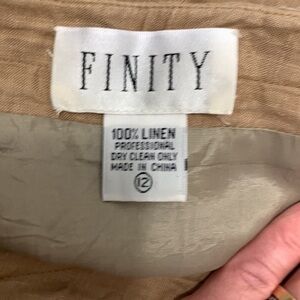 FINITY
100% LINEN
PROFESSIONAL
DRY CLEAN ONLY
MADE IN CHINA
12